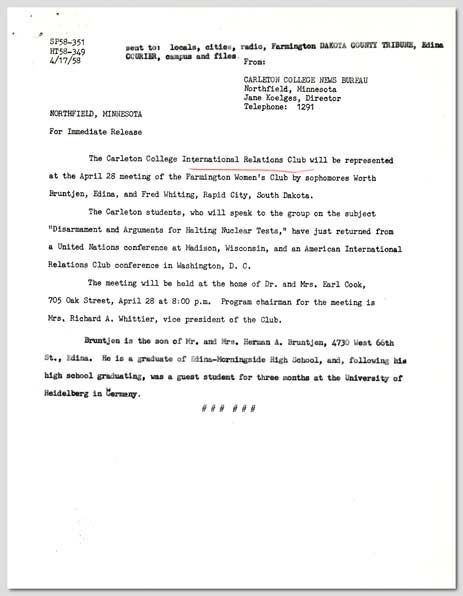 SP58-351
HT58-349
4/17/58
sent to: locals, cities, radio, Farmington DAKOTA COUNTY TRIBUNE, Edina
COURIER, campus and files.
From:
CARLETON COLLEGE NEWS BUREAU
Northfield, Minnesota
Jane Koelges, Director
Telephone: 1291
NORTHFIELD, MINNESOTA
For Immediate Release
The Carleton College International Relations Club will be represented
at the April 28 meeting of the Farmington Women's Club by sophomores Worth
Bruntjen, Edina, and Fred Whiting, Rapid City, South Dakota.
The Carleton students, who will speak to the group on the subject
"Disarmament and Arguments for Halting Nuclear Tests," have just returned from
a United Nations conference at Madison, Wisconsin, and an American International
Relations Club conference in Washington, D. C.
The meeting will be held at the home of Dr. and Mrs. Earl Cook,
705 Oak Street, April 28 at 8:00 p.m. Program chairman for the meeting is
Mrs. Richard A. Whittier, vice president of the Club.
Bruntjen is the son of Mr. and Mrs. Herman A. Bruntjen, 4730 West 66th
St., Edina. He is a graduate of Edina-Morningside High School, and, following his
high school graduating, was a guest student for three months at the University of
Heidelberg in Germany.
# # # # # #